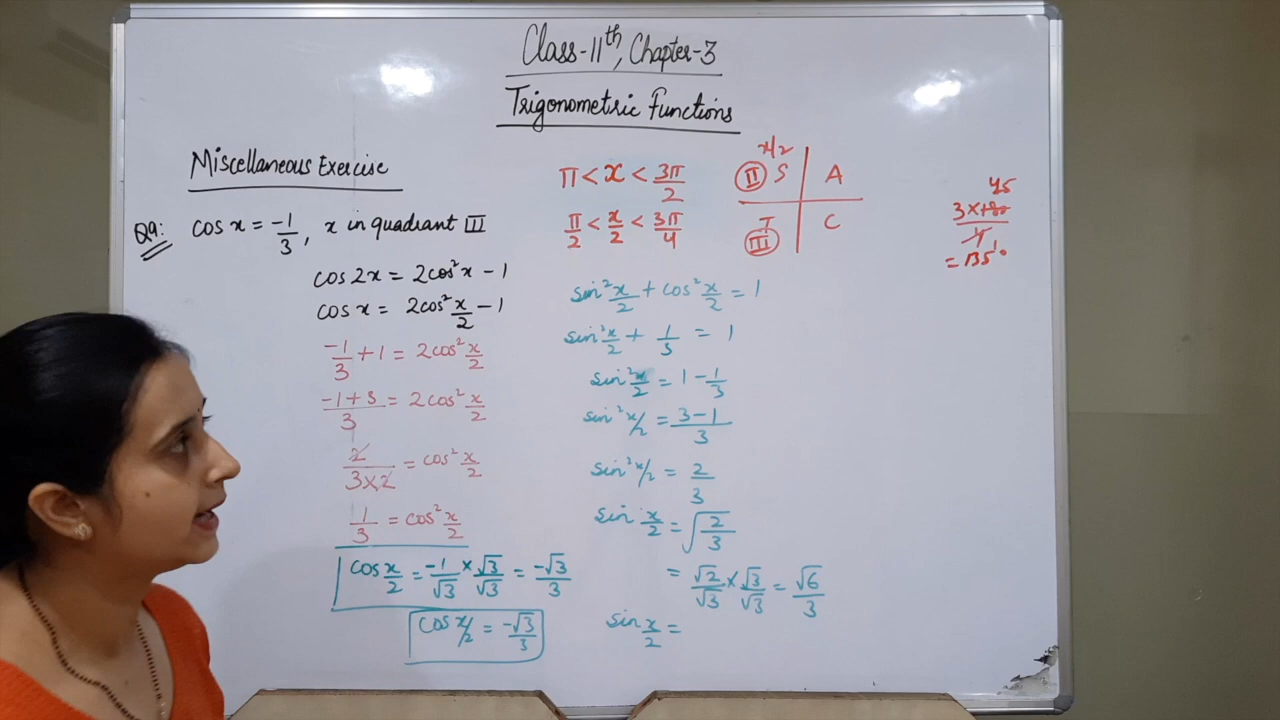 Class-11th, Chapter-3
Trigonometric Functions
Miscellaneous Exercise
Q9: cos x = -1/3, x in quadrant III
cos 2x = 2cos²x - 1
cos x = 2cos² x/2 - 1
-1/3 + 1 = 2cos² x/2
-1+3/3 = 2cos² x/2
2/3×2 = cos² x/2
1/3 = cos² x/2
cos x/2 = -1/√3 × √3/√3 = -√3/3
cos x/2 = -√3/3
π < x < 3π/2
π/2 < x/2 < 3π/4
x/2
II S A
T C
III
sin² x/2 + cos² x/2 = 1
sin² x/2 + 1/3 = 1
sin² x/2 = 1 - 1/3
sin² x/2 = 3-1/3
sin² x/2 = 2/3
sin x/2 = √2/3
= √2/√3 × √3/√3 = √6/3
sin x/2 =
45
3×180/4
1
= 135°